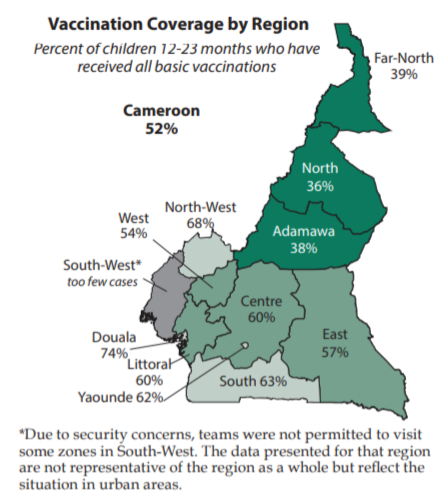 Vaccination Coverage by Region
Percent of children 12-23 months who have
received all basic vaccinations
Cameroon
52%
Far-North
39%
North
36%
Adamawa
38%
North-West
68%
West
54%
South-West*
too few cases
Centre
60%
East
57%
Douala
74%
Littoral
60%
Yaounde 62%
South 63%
*Due to security concerns, teams were not permitted to visit
some zones in South-West. The data presented for that region
are not representative of the region as a whole but reflect the
situation in urban areas.